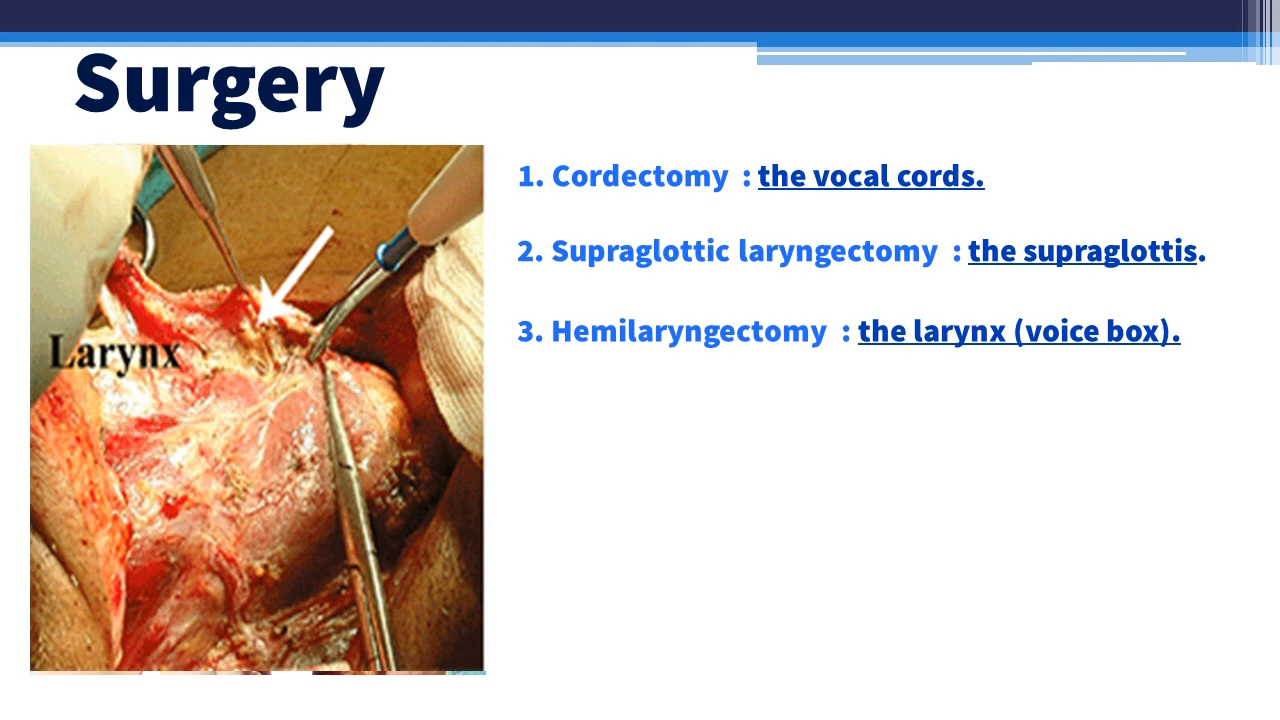 Surgery
1. Cordectomy : the vocal cords.
2. Supraglottic laryngectomy : the supraglottis.
3. Hemilaryngectomy : the larynx (voice box).
Larynx